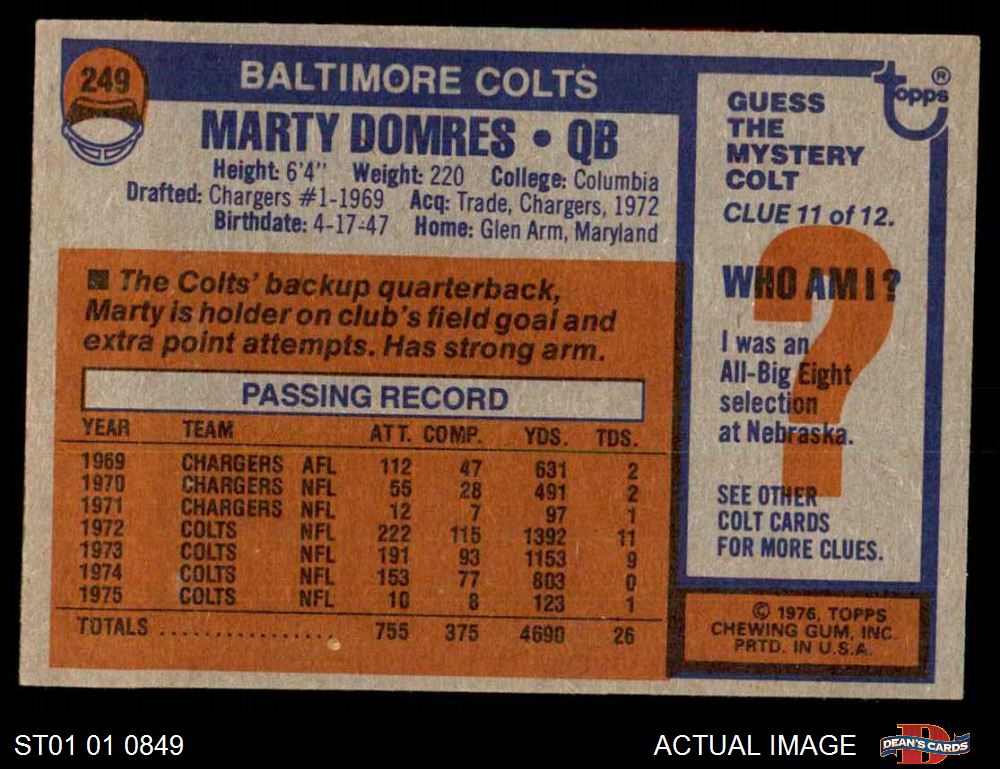 249
BALTIMORE COLTS
MARTY DOMRES • QB
Height: 6'4" Weight: 220 College: Columbia
Drafted: Chargers #1-1969 Acq: Trade, Chargers, 1972
Birthdate: 4-17-47 Home: Glen Arm, Maryland
■ The Colts' backup quarterback,
Marty is holder on club's field goal and
extra point attempts. Has strong arm.
PASSING RECORD
YEAR TEAM ATT. COMP. YDS. TDS.
1969 CHARGERS AFL 112 47 631 2
1970 CHARGERS NFL 55 28 491 2
1971 CHARGERS NFL 12 7 97 1
1972 COLTS NFL 222 115 1392 11
1973 COLTS NFL 191 93 1153 9
1974 COLTS NFL 153 77 803 0
1975 COLTS NFL 10 8 123 1
TOTALS .................. 755 375 4690 26
topps®
GUESS
THE
MYSTERY
COLT
CLUE 11 of 12.
?
WHO AM I?
I was an
All-Big Eight
selection
at Nebraska.
SEE OTHER
COLT CARDS
FOR MORE CLUES.
© 1976, TOPPS
CHEWING GUM, INC.
PRTD. IN U.S.A.
ST01 01 0849
ACTUAL IMAGE
D
DEAN'S CARDS